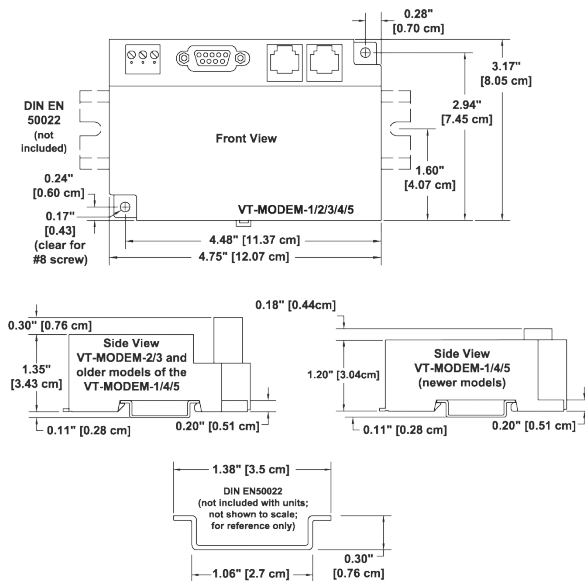 0.28"
[0.70 cm]
3.17"
[8.05 cm]
2.94"
[7.45 cm]
DIN EN
50022
(not
included)
Front View
1.60"
[4.07 cm]
0.24"
[0.60 cm]
0.17"
[0.43]
(clear for
#8 screw)
VT-MODEM-1/2/3/4/5
4.48" [11.37 cm]
4.75" [12.07 cm]
0.30" [0.76 cm]
Side View
VT-MODEM-2/3 and
older models of the
VT-MODEM-1/4/5
1.35"
[3.43 cm]
0.11" [0.28 cm]
0.20" [0.51 cm]
0.18" [0.44cm]
Side View
VT-MODEM-1/4/5
(newer models)
1.20" [3.04cm]
0.11" [0.28 cm]
0.20" [0.51 cm]
1.38" [3.5 cm]
DIN EN50022
(not included with units;
not shown to scale;
for reference only)
0.30"
[0.76 cm]
1.06" [2.7 cm]